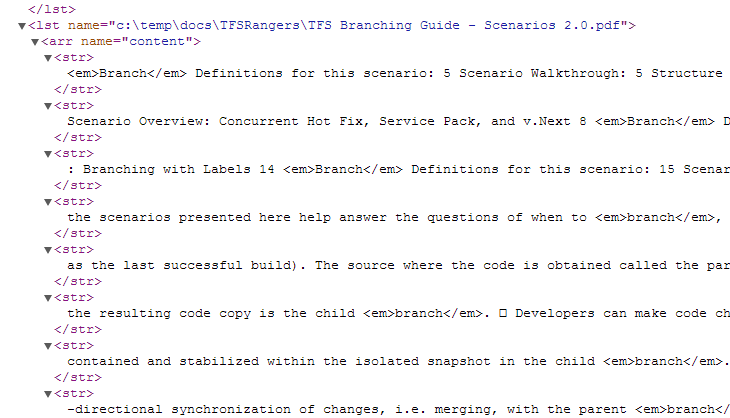 </lst>
▼<lst name="c:\temp\docs\TFSRangers\TFS Branching Guide - Scenarios 2.0.pdf">
▼<arr name="content">
▼<str>
<em>Branch</em> Definitions for this scenario: 5 Scenario Walkthrough: 5 Structure
</str>
▼<str>
Scenario Overview: Concurrent Hot Fix, Service Pack, and v.Next 8 <em>Branch</em> D
</str>
▼<str>
: Branching with Labels 14 <em>Branch</em> Definitions for this scenario: 15 Scenar
</str>
▼<str>
the scenarios presented here help answer the questions of when to <em>branch</em>,
</str>
▼<str>
as the last successful build). The source where the code is obtained called the par
</str>
▼<str>
the resulting code copy is the child <em>branch</em>. Developers can make code ch
</str>
▼<str>
contained and stabilized within the isolated snapshot in the child <em>branch</em>.
</str>
▼<str>
-directional synchronization of changes, i.e. merging, with the parent <em>branch</